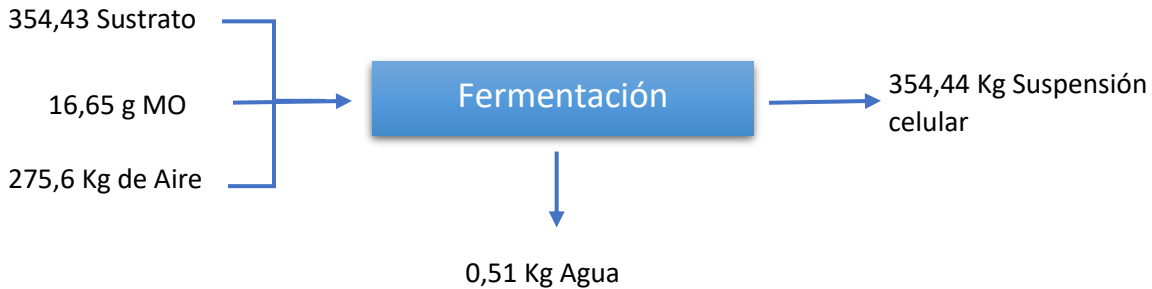 354,43 Sustrato
16,65 g MO
275,6 Kg de Aire
Fermentación
354,44 Kg Suspensión
celular
0,51 Kg Agua